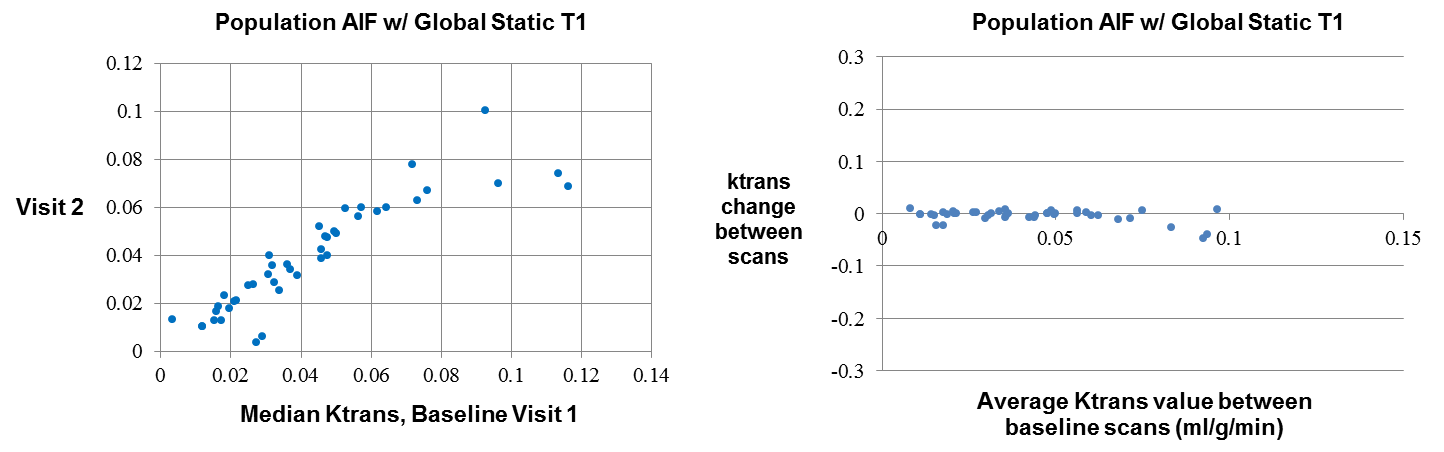 Population AIF w/ Global Static T1
0.12
0.1
0.08
0.06
0.04
0.02
0
Visit 2
0 0.02 0.04 0.06 0.08 0.1 0.12 0.14
Median Ktrans, Baseline Visit 1
Population AIF w/ Global Static T1
0.3
0.2
0.1
0
-0.1
-0.2
-0.3
ktrans
change
between
scans
0 0.05 0.1 0.15
Average Ktrans value between
baseline scans (ml/g/min)